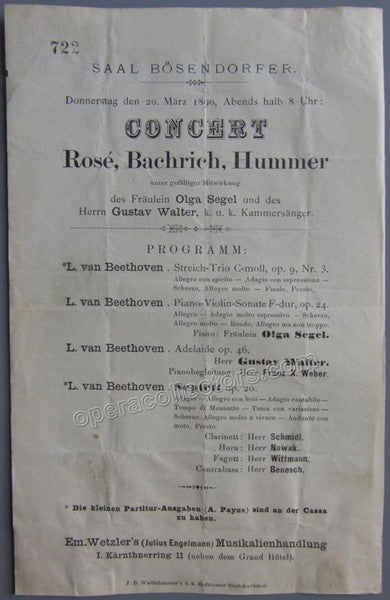 722
SAAL BÖSENDORFER.
Donnerstag den 20. März 1890, Abends halb 8 Uhr:
CONCERT
Rosé, Bachrich, Hummer
unter gefälliger Mitwirkung
des Fräulein Olga Segel und des
Herrn Gustav Walter, k. u. k. Kammersänger.
PROGRAMM:
*L. van Beethoven . Streich-Trio C-moll, op. 9, Nr. 3.
Allegro con spirito — Adagio con espressione —
Scherzo, Allegro molto — Finale, Presto.
L. van Beethoven . Piano-Violin-Sonate F-dur, op. 24.
Allegro — Adagio molto espressivo — Scherzo,
Allegro molto — Rondo, Allegro ma non troppo.
Piano: Fräulein Olga Segel.
L. van Beethoven . Adelaide op. 46.
Herr Gustav Walter.
Pianobegleitung: Herr Franz X. Weber.
*L. van Beethoven . Septett op. 20.
Adagio — Allegro con brio — Adagio cantabile —
Tempo di Menuetto — Tema con variazioni —
Scherzo, Allegro molto e vivace — Andante con
moto, Presto.
Clarinett: Herr Schmidl.
Horn: Herr Nowak.
Fagott: Herr Wittmann.
Contrabass: Herr Benesch.
* Die kleinen Partitur-Ausgaben (A. Payne) sind an der Cassa
zu haben.
Em. Wetzler's (Julius Engelmann) Musikalienhandlung
I. Kärnthnerring 11 (neben dem Grand Hôtel).
J. B. Wallishausser's k. k. Hoftheater-Buchdruckerei.
operacollectors.com